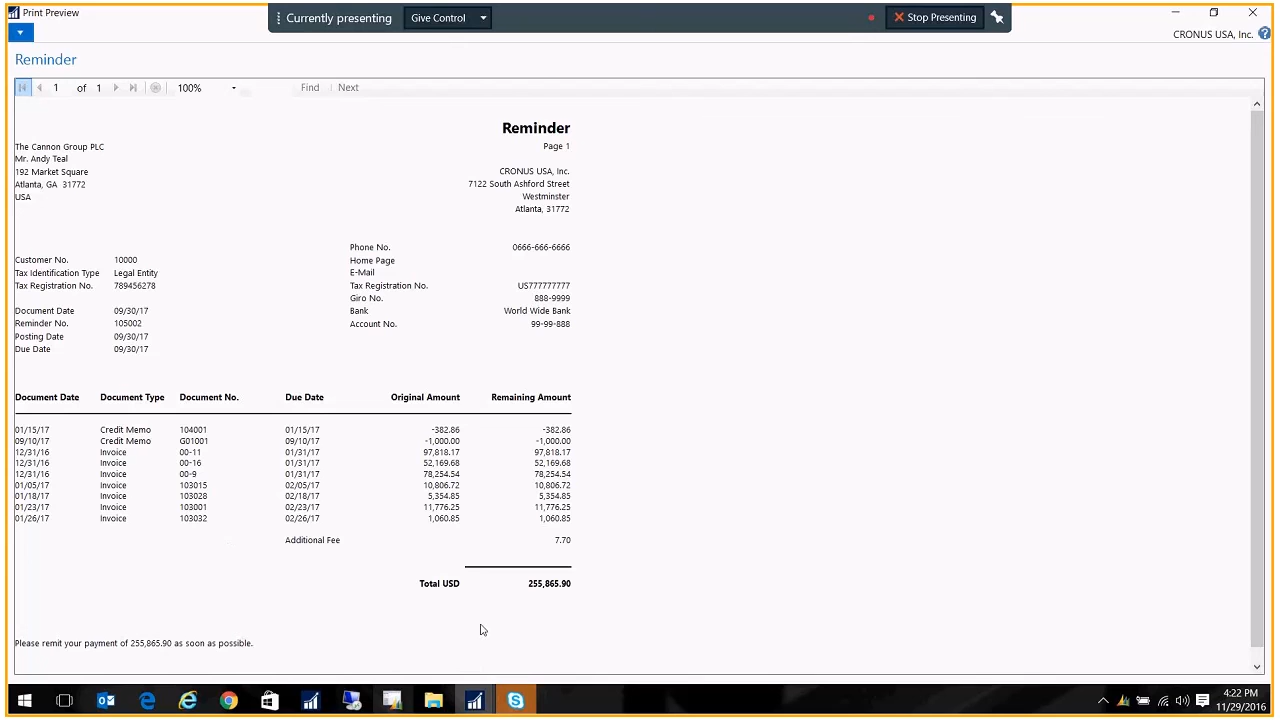 Print Preview
Currently presenting
Give Control
Stop Presenting
CRONUS USA, Inc.
Reminder
1 of 1
100%
Find
Next
Reminder
Page 1
The Cannon Group PLC
Mr. Andy Teal
192 Market Square
Atlanta, GA 31772
USA
CRONUS USA, Inc.
7122 South Ashford Street
Westminster
Atlanta, 31772
Customer No. 10000
Tax Identification Type Legal Entity
Tax Registration No. 789456278
Document Date 09/30/17
Reminder No. 105002
Posting Date 09/30/17
Due Date 09/30/17
Phone No. 0666-666-6666
Home Page
E-Mail
Tax Registration No. US777777777
Giro No. 888-9999
Bank World Wide Bank
Account No. 99-99-888
Document Date Document Type Document No. Due Date Original Amount Remaining Amount
01/15/17 Credit Memo 104001 01/15/17 -382.86 -382.86
09/10/17 Credit Memo G01001 09/10/17 -1,000.00 -1,000.00
12/31/16 Invoice 00-11 01/31/17 97,818.17 97,818.17
12/31/16 Invoice 00-16 01/31/17 52,169.68 52,169.68
12/31/16 Invoice 00-9 01/31/17 78,254.54 78,254.54
01/05/17 Invoice 103015 02/05/17 10,806.72 10,806.72
01/18/17 Invoice 103028 02/18/17 5,354.85 5,354.85
01/23/17 Invoice 103001 02/23/17 11,776.25 11,776.25
01/26/17 Invoice 103032 02/26/17 1,060.85 1,060.85
Additional Fee 7.70
Total USD 255,865.90
Please remit your payment of 255,865.90 as soon as possible.
4:22 PM
11/29/2016